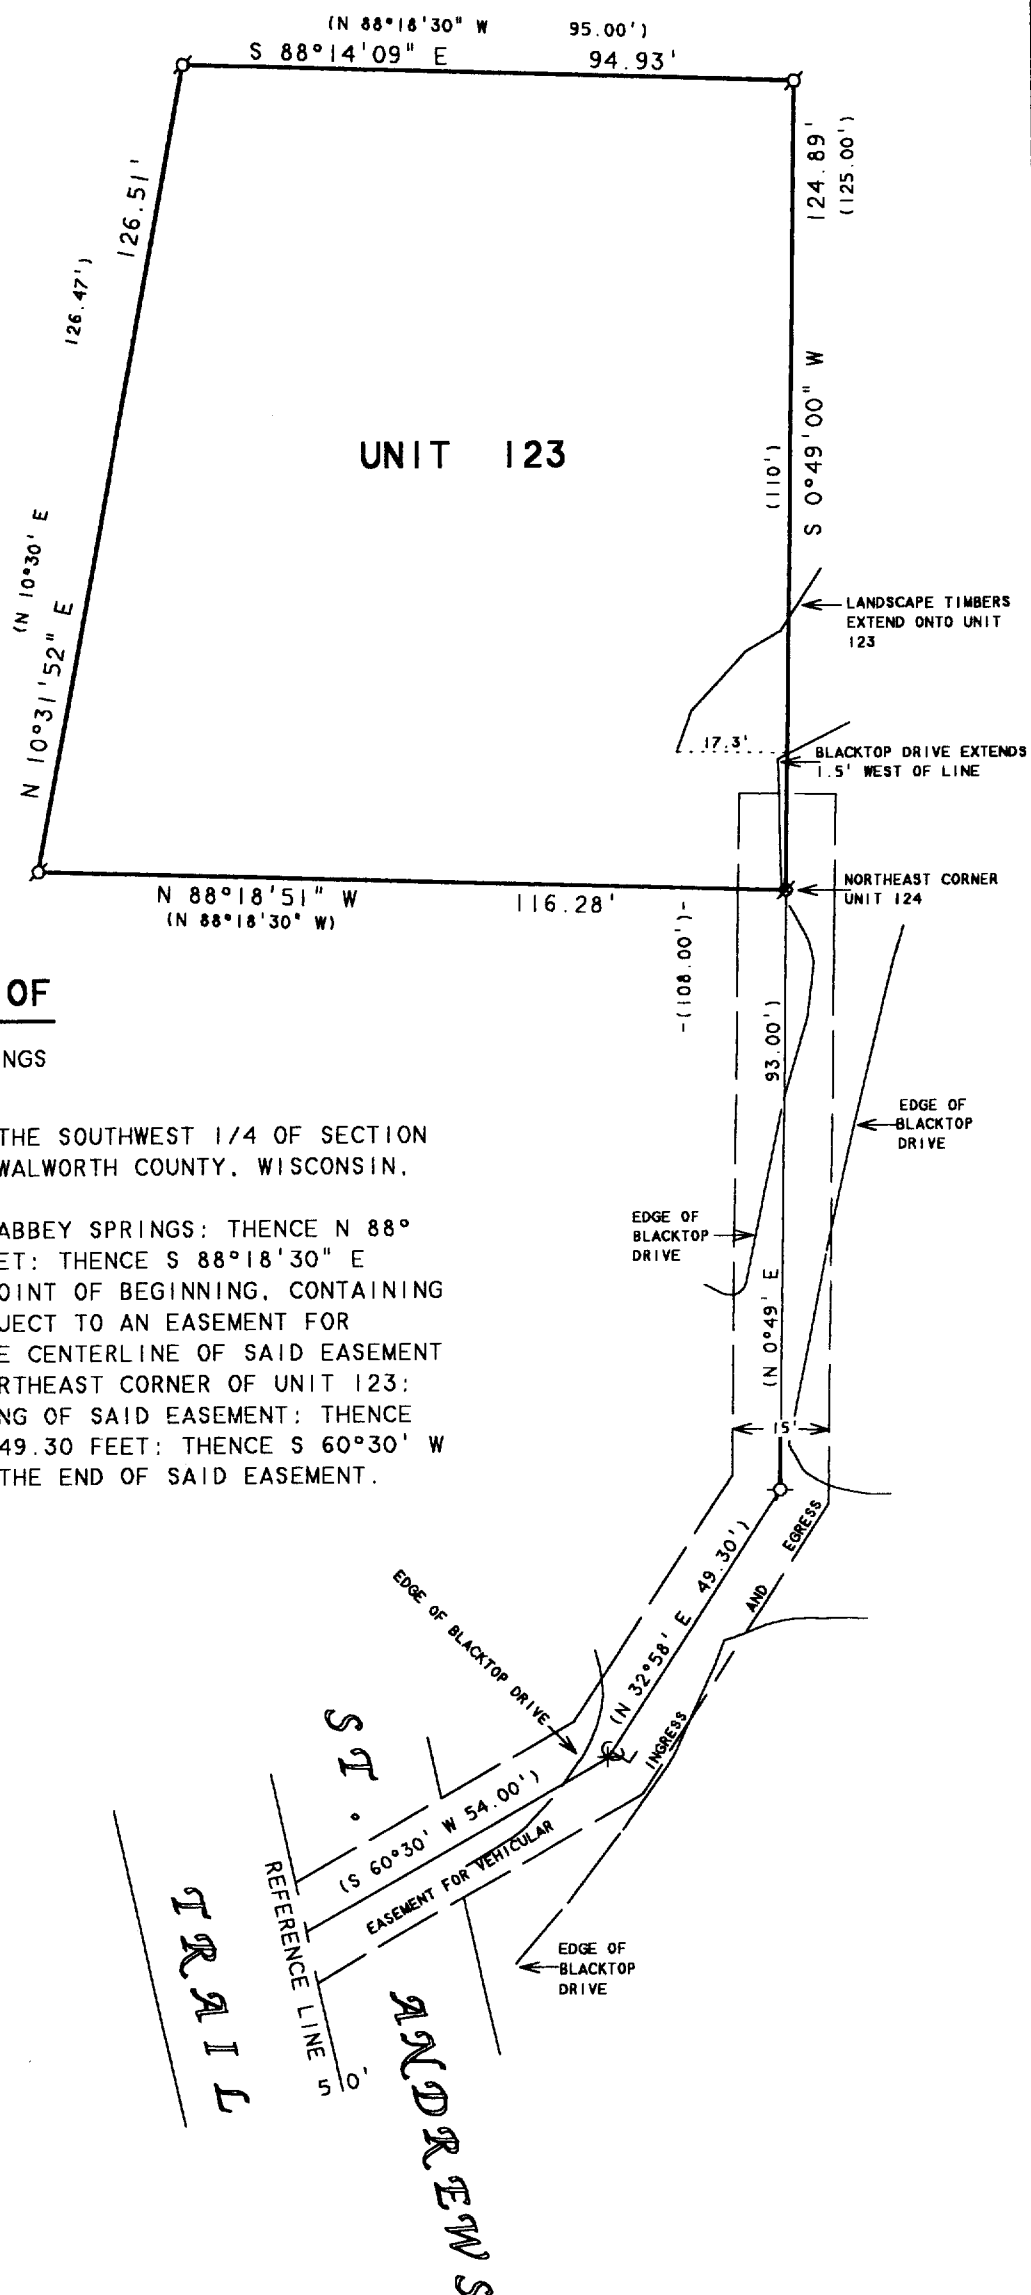 (N 88°18'30" W 95.00')
S 88°14'09" E 94.93'
124.89'
(125.00')
126.51'
126.47')
S 0°49'00" W
(110')
UNIT 123
(N 10°30' E
N 10°31'52" E
LANDSCAPE TIMBERS
EXTEND ONTO UNIT
123
17.3'
BLACKTOP DRIVE EXTENDS
1.5' WEST OF LINE
N 88°18'51" W 116.28'
(N 88°18'30" W)
NORTHEAST CORNER
UNIT 124
-(108.00')-
93.00')
(N 0°49' E
OF
NGS
THE SOUTHWEST 1/4 OF SECTION
WALWORTH COUNTY, WISCONSIN,
ABBEY SPRINGS; THENCE N 88°
ET; THENCE S 88°18'30" E
OINT OF BEGINNING, CONTAINING
UECT TO AN EASEMENT FOR
E CENTERLINE OF SAID EASEMENT
RTHEAST CORNER OF UNIT 123;
NG OF SAID EASEMENT; THENCE
49.30 FEET; THENCE S 60°30' W
THE END OF SAID EASEMENT.
EDGE OF
BLACKTOP
DRIVE
EDGE OF
BLACKTOP
DRIVE
15'
(N 32°58' E 49.30')
EDGE OF BLACKTOP DRIVE
(S 60°30' W 54.00')
EASEMENT FOR VEHICULAR
INGRESS AND EGRESS
EDGE OF
BLACKTOP
DRIVE
REFERENCE LINE
50'
ST. ANDREWS
TRAIL